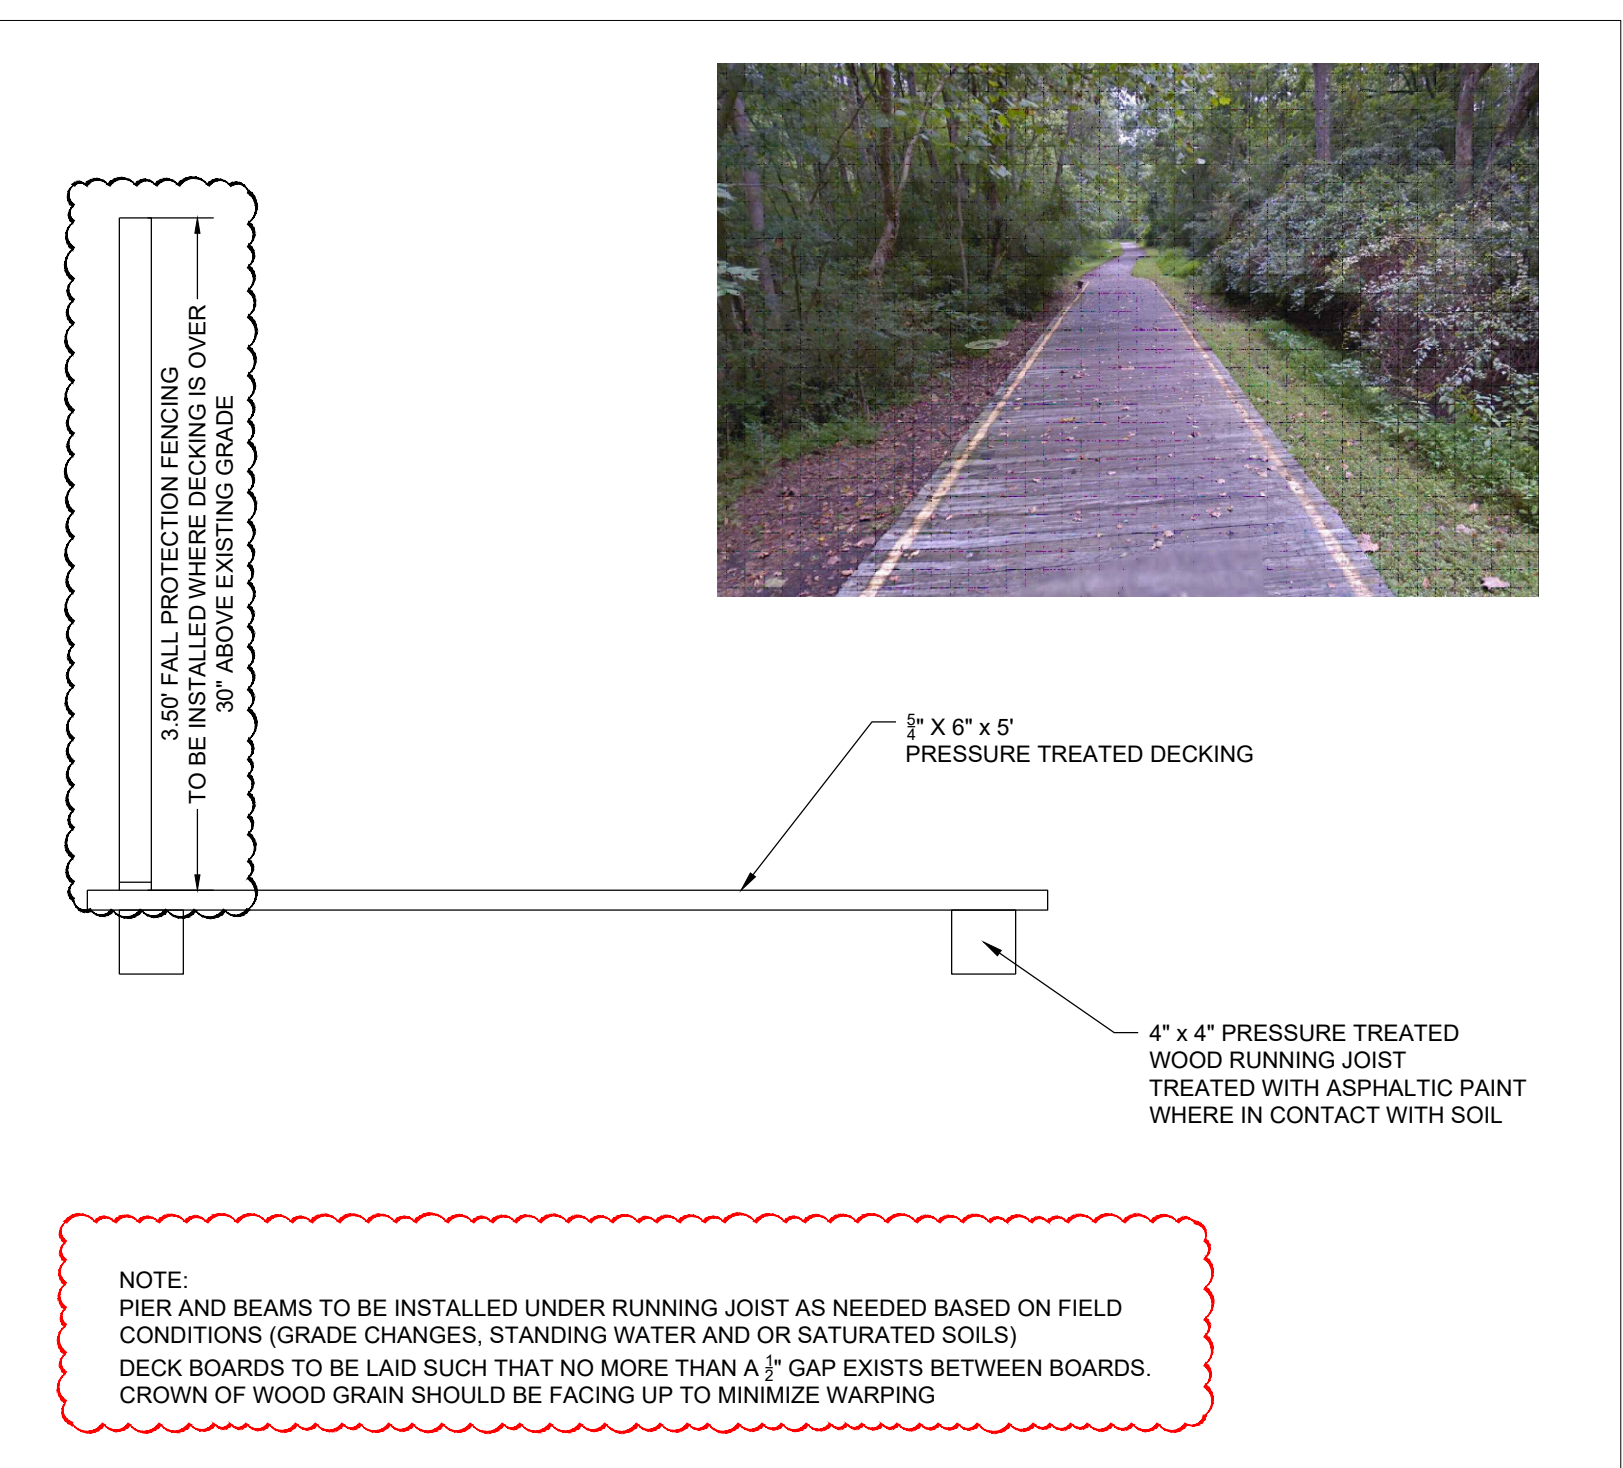 3.50' FALL PROTECTION FENCING
TO BE INSTALLED WHERE DECKING IS OVER
30" ABOVE EXISTING GRADE
5/4" X 6" x 5'
PRESSURE TREATED DECKING
4" x 4" PRESSURE TREATED
WOOD RUNNING JOIST
TREATED WITH ASPHALTIC PAINT
WHERE IN CONTACT WITH SOIL
NOTE:
PIER AND BEAMS TO BE INSTALLED UNDER RUNNING JOIST AS NEEDED BASED ON FIELD
CONDITIONS (GRADE CHANGES, STANDING WATER AND OR SATURATED SOILS)
DECK BOARDS TO BE LAID SUCH THAT NO MORE THAN A 1/2" GAP EXISTS BETWEEN BOARDS.
CROWN OF WOOD GRAIN SHOULD BE FACING UP TO MINIMIZE WARPING